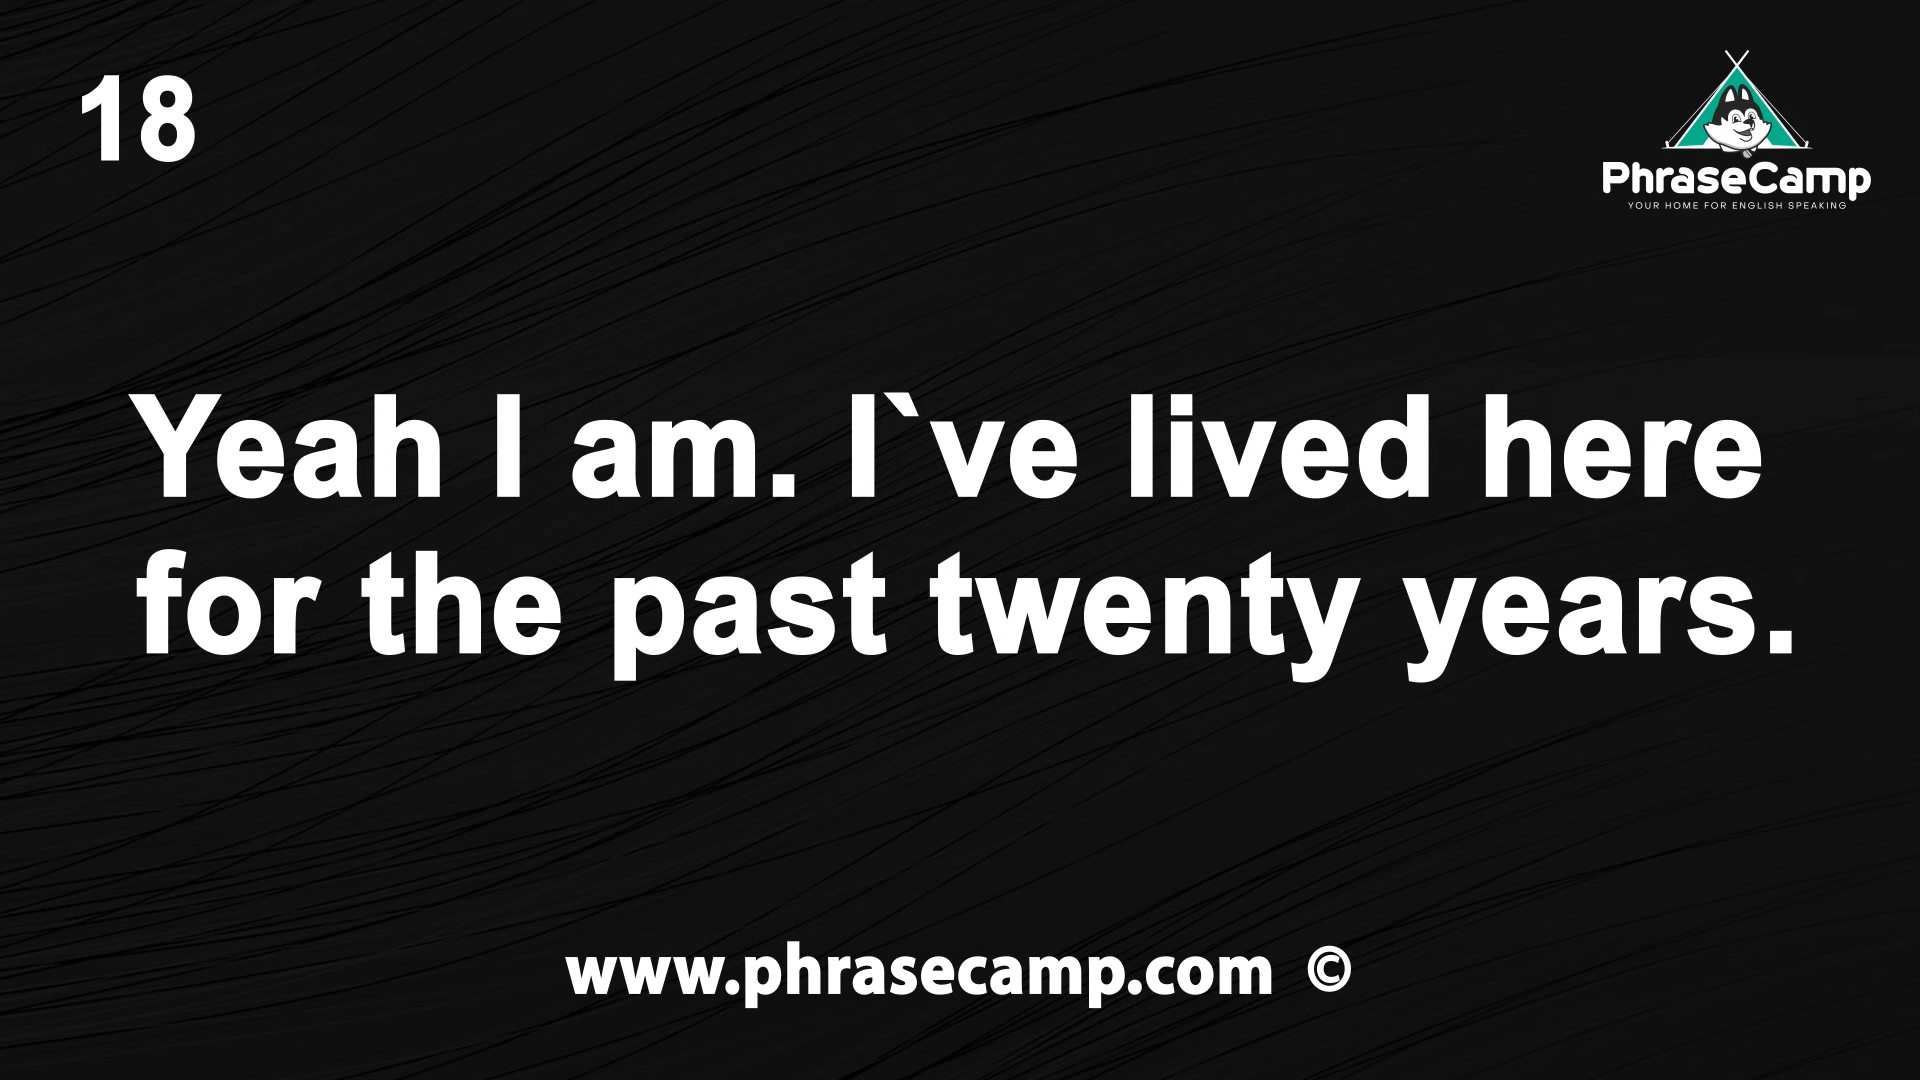 18
PhraseCamp
YOUR HOME FOR ENGLISH SPEAKING
Yeah I am. I`ve lived here
for the past twenty years.
www.phrasecamp.com ©